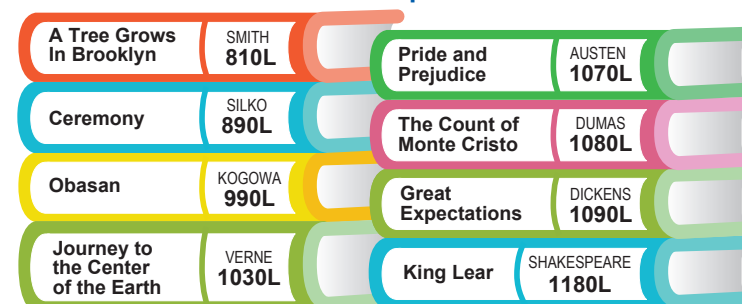 A Tree Grows
In Brooklyn
SMITH
810L
Ceremony
SILKO
890L
Obasan
KOGOWA
990L
Journey to
the Center
of the Earth
VERNE
1030L
Pride and
Prejudice
AUSTEN
1070L
The Count of
Monte Cristo
DUMAS
1080L
Great
Expectations
DICKENS
1090L
King Lear
SHAKESPEARE
1180L